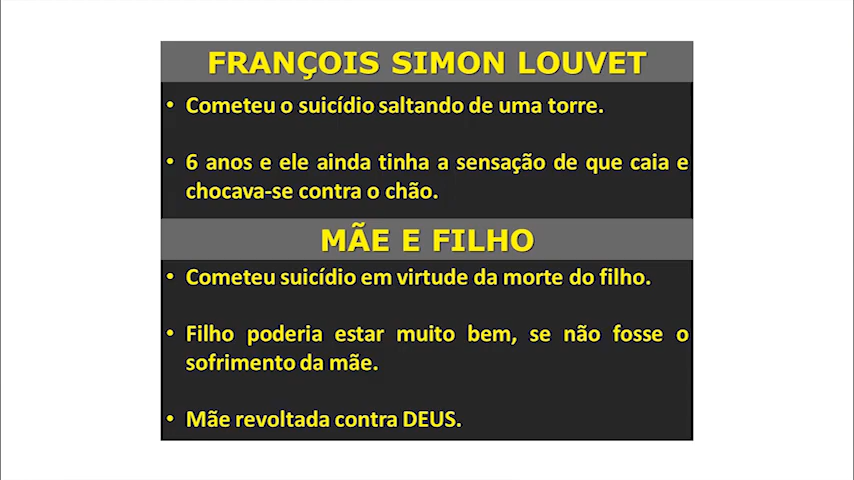 FRANÇOIS SIMON LOUVET
• Cometeu o suicídio saltando de uma torre.
• 6 anos e ele ainda tinha a sensação de que caia e
chocava-se contra o chão.
MÃE E FILHO
• Cometeu suicídio em virtude da morte do filho.
• Filho poderia estar muito bem, se não fosse o
sofrimento da mãe.
• Mãe revoltada contra DEUS.